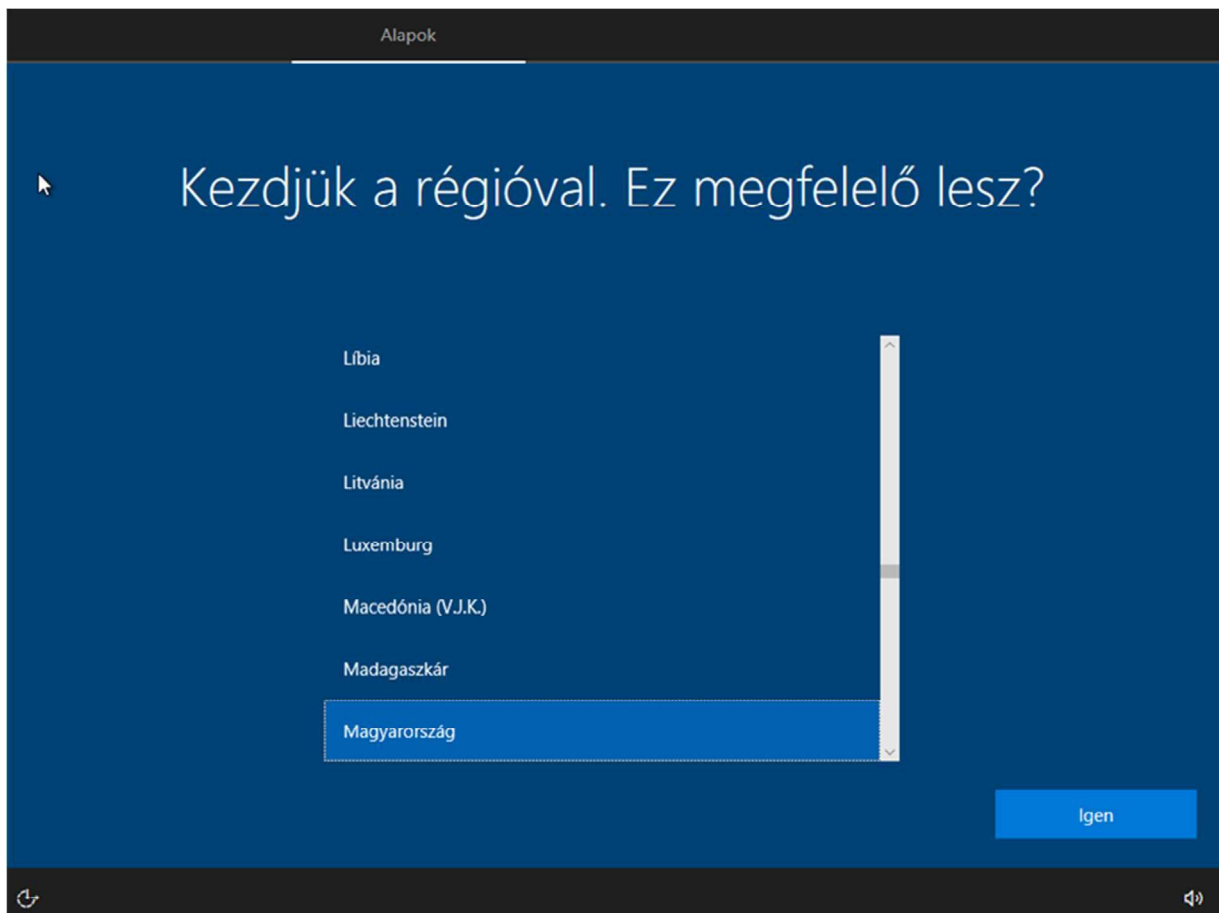 Alapok
Kezdjük a régióval. Ez megfelelő lesz?
Líbia
Liechtenstein
Litvánia
Luxemburg
Macedónia (V.J.K.)
Madagaszkár
Magyarország
Igen